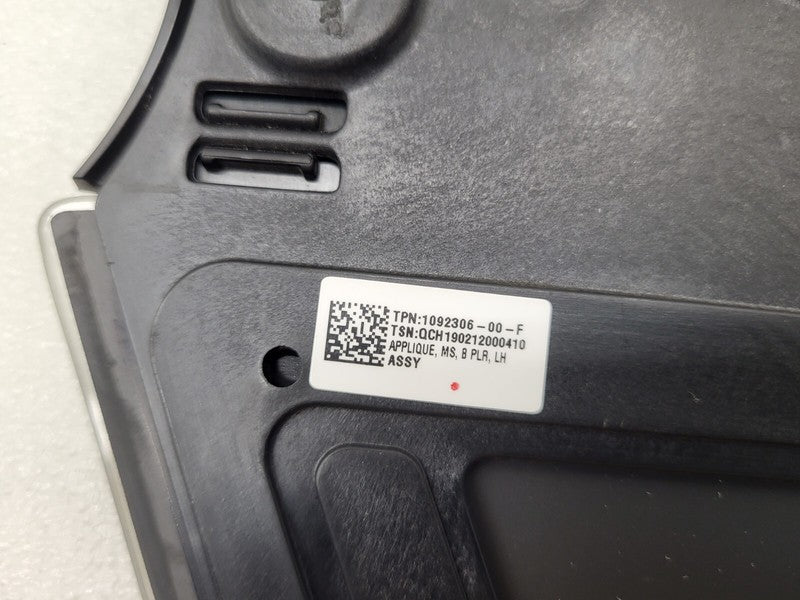 TPN:1092306-00-F
TSN:QCH190212000410
APPLIQUE, MS, B PLR, LH
ASSY